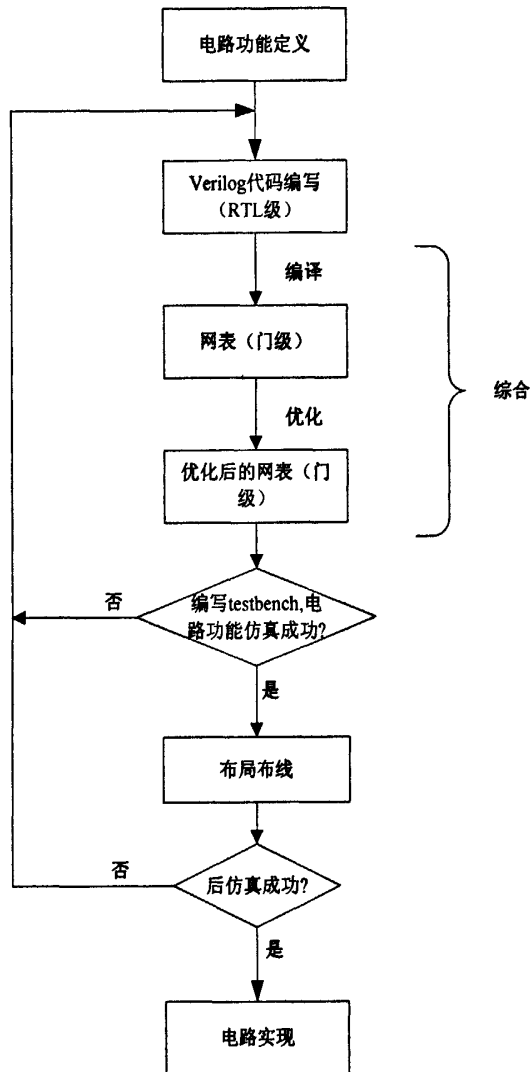 电路功能定义
Verilog代码编写
（RTL级）
编译
网表（门级）
综合
优化
优化后的网表（门
级）
否
编写testbench,电
路功能仿真成功?
是
布局布线
否
后仿真成功?
是
电路实现